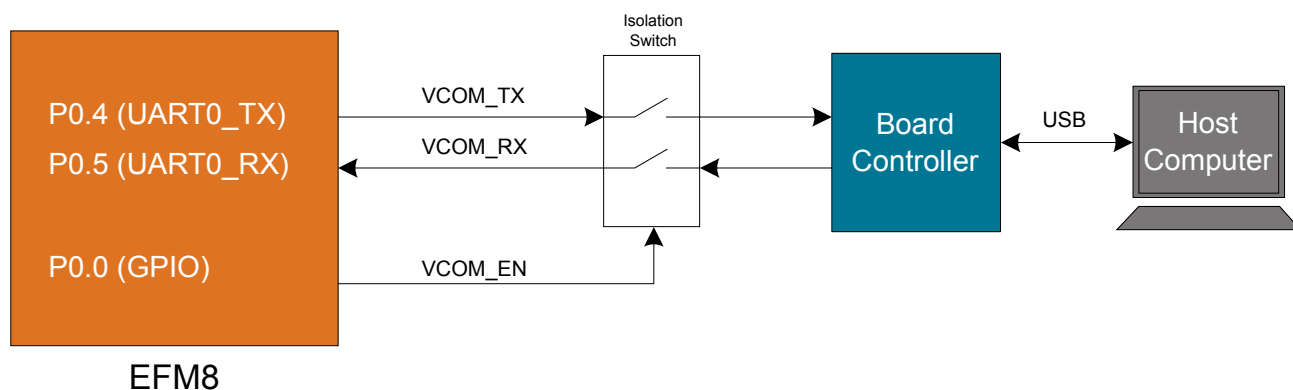 Isolation
Switch
P0.4 (UART0_TX)
VCOM_TX
P0.5 (UART0_RX)
VCOM_RX
Board
Controller
USB
Host
Computer
P0.0 (GPIO)
VCOM_EN
EFM8